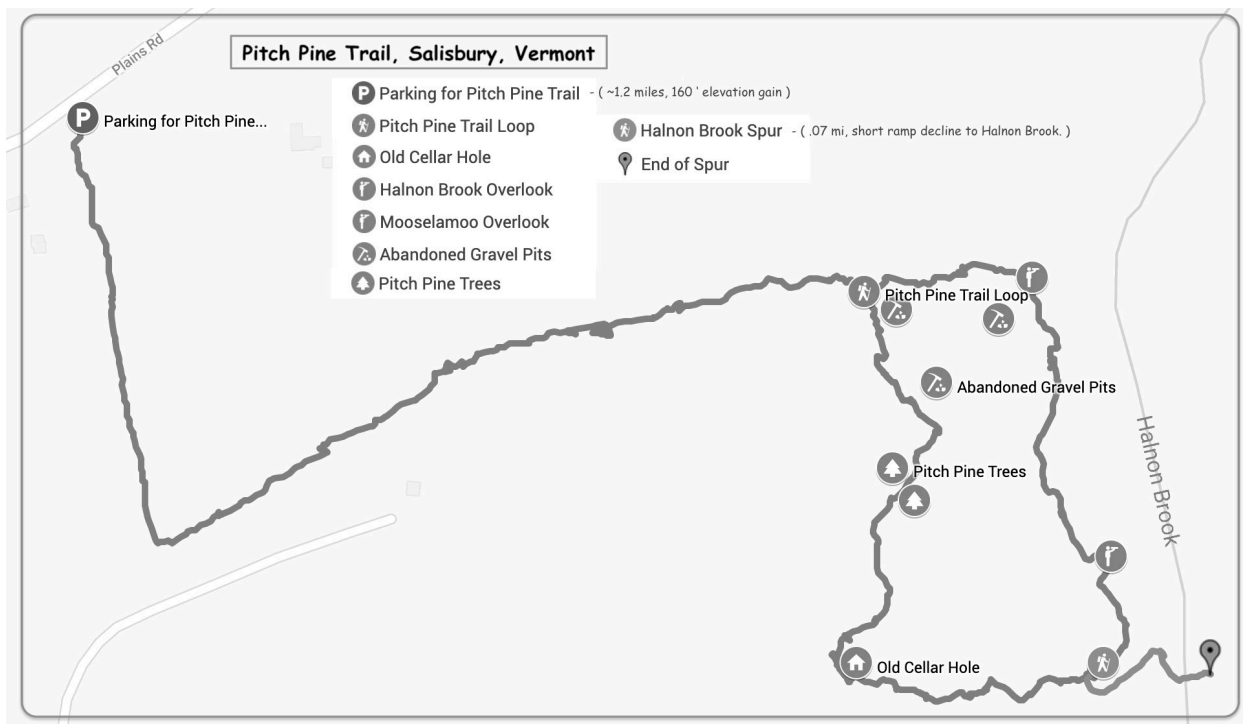 Plains Rd
Pitch Pine Trail, Salisbury, Vermont
P Parking for Pitch Pine Trail - ( ~1.2 miles, 160 ' elevation gain )
Pitch Pine Trail Loop
Halnon Brook Spur - ( .07 mi, short ramp decline to Halnon Brook. )
Old Cellar Hole
End of Spur
Halnon Brook Overlook
Mooselamoo Overlook
Abandoned Gravel Pits
Pitch Pine Trees
P Parking for Pitch Pine...
Pitch Pine Trail Loop
Abandoned Gravel Pits
Pitch Pine Trees
Halnon Brook
Old Cellar Hole